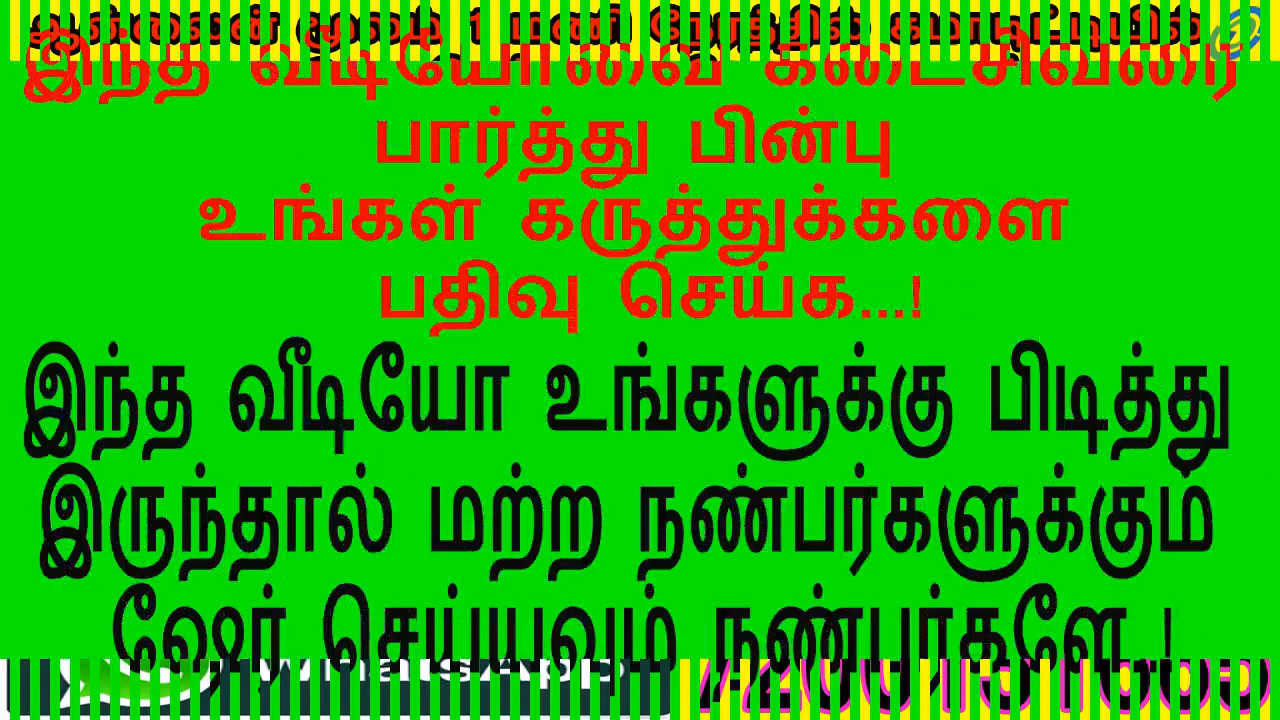 இந்த வீடியோவை கடைசிவரை
பார்த்து பின்பு
உங்கள் கருத்துக்களை
பதிவு செய்க...!
இந்த வீடியோ உங்களுக்கு பிடித்து
இருந்தால் மற்ற நண்பர்களுக்கும்
ஷேர் செய்யவும் நண்பர்களே..!
WhatsApp